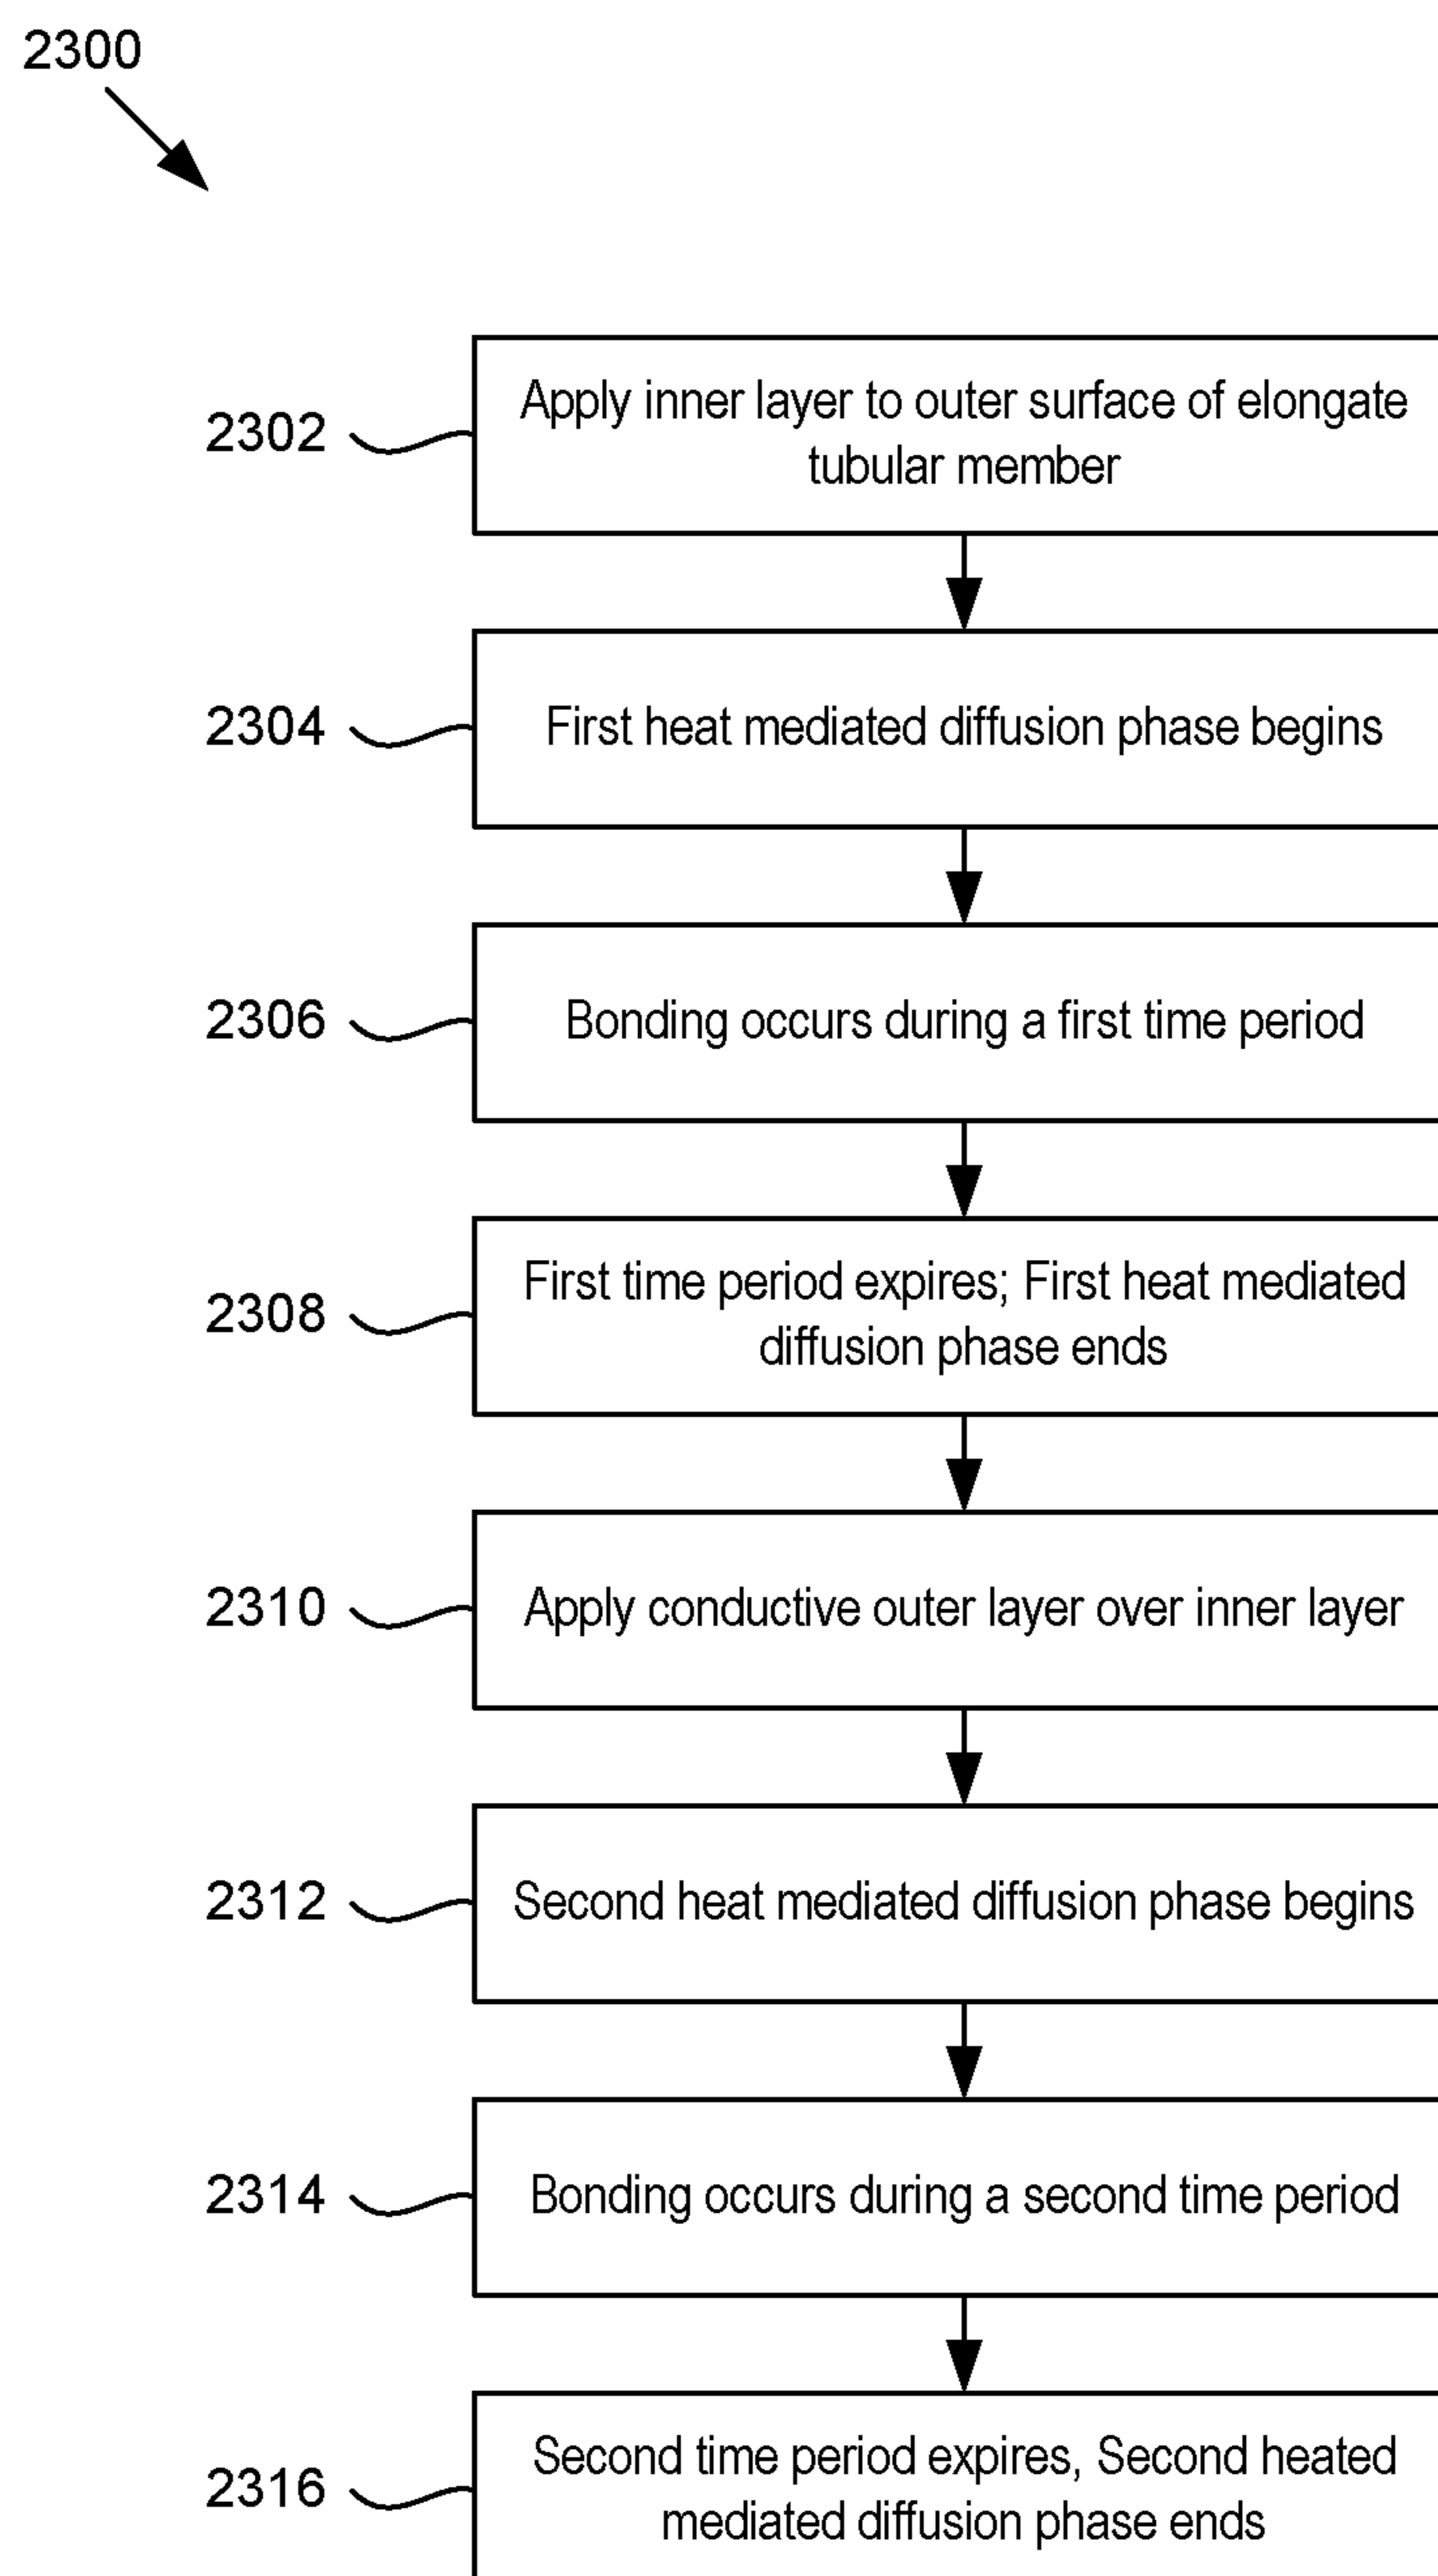 2300
2302
Apply inner layer to outer surface of elongate
tubular member
2304
First heat mediated diffusion phase begins
2306
Bonding occurs during a first time period
2308
First time period expires; First heat mediated
diffusion phase ends
2310
Apply conductive outer layer over inner layer
2312
Second heat mediated diffusion phase begins
2314
Bonding occurs during a second time period
2316
Second time period expires, Second heated
mediated diffusion phase ends